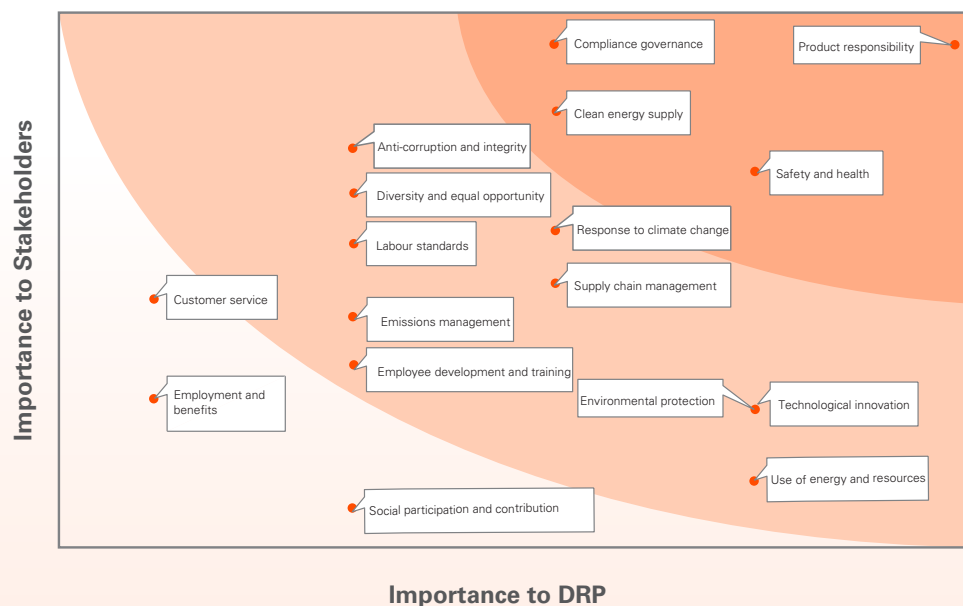 Compliance governance
Product responsibility
Clean energy supply
Anti-corruption and integrity
Safety and health
Diversity and equal opportunity
Response to climate change
Labour standards
Supply chain management
Customer service
Emissions management
Employee development and training
Employment and
benefits
Environmental protection
Technological innovation
Use of energy and resources
Social participation and contribution
Importance to Stakeholders
Importance to DRP